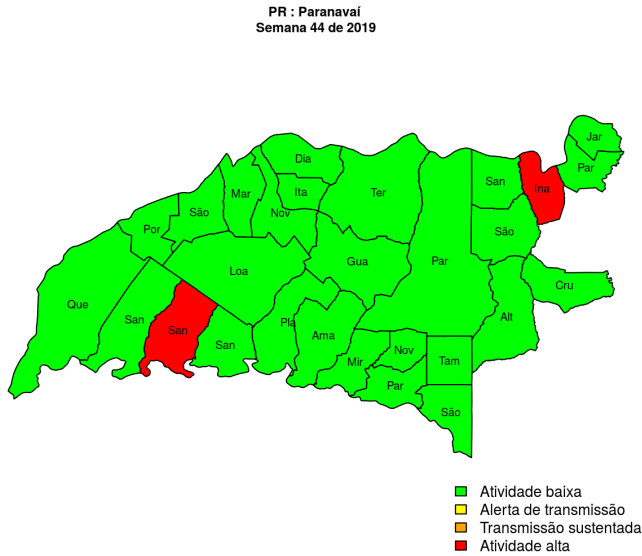 PR : Paranavaí
Semana 44 de 2019
Jar
Dia
Par
Ita
San
Ina
Mar
Ter
São
Nov
Por
São
Loa
Gua
Par
Cru
Que
San
San
San
Pla
Ama
Alt
Mir
Nov
Tam
Par
São
Atividade baixa
Alerta de transmissão
Transmissão sustentada
Atividade alta